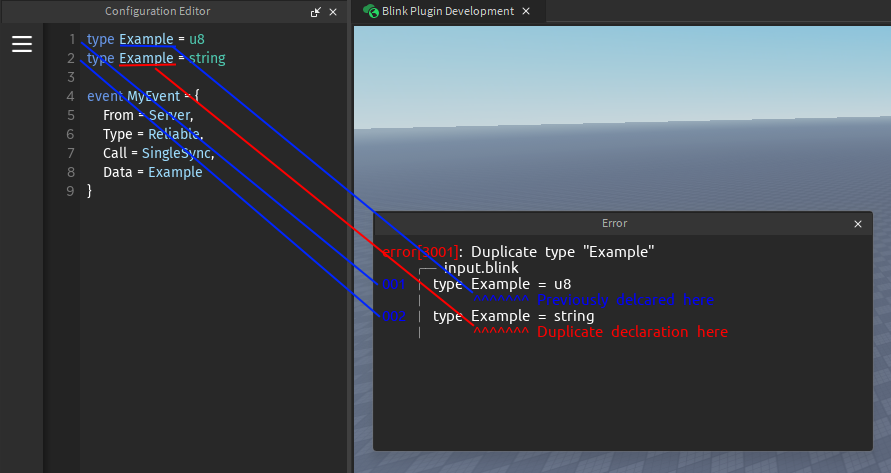 Configuration Editor
1 type Example = u8
2 type Example = string
3
4 event MyEvent = {
5 From = Server,
6 Type = Reliable,
7 Call = SingleSync,
8 Data = Example
9 }
Blink Plugin Development
Error
error[3001]: Duplicate type "Example"
input.blink
001 | type Example = u8
| ^^^^^^^ Previously delcared here
002 | type Example = string
| ^^^^^^^ Duplicate declaration here